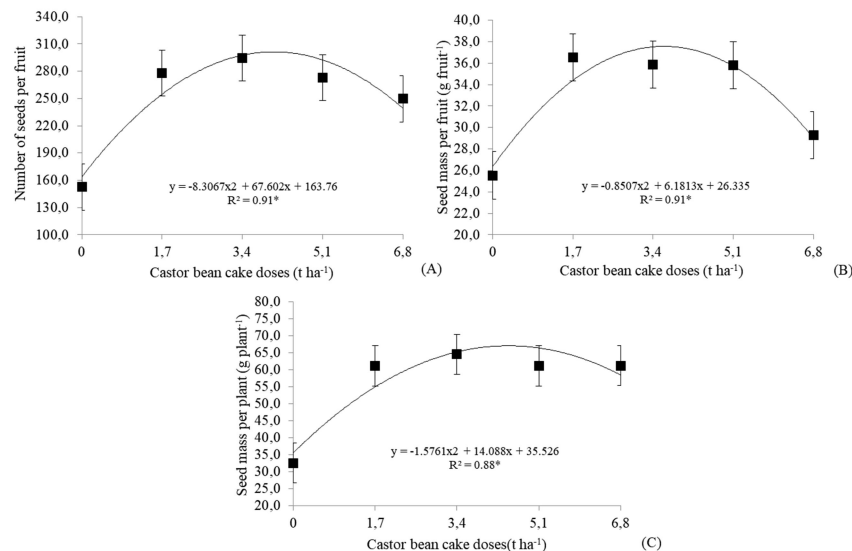 Number of seeds per fruit
340,0
310,0
280,0
250,0
220,0
190,0
160,0
130,0
100,0
y = -8.3067x2 + 67.602x + 163.76
R² = 0.91*
0 1,7 3,4 5,1 6,8
Castor bean cake doses (t ha⁻¹)
(A)
Seed mass per fruit (g fruit⁻¹)
40,0
38,0
36,0
34,0
32,0
30,0
28,0
26,0
24,0
22,0
20,0
y = -0.8507x2 + 6.1813x + 26.335
R² = 0.91*
0 1,7 3,4 5,1 6,8
Castor bean cake doses (t ha⁻¹)
(B)
Seed mass per plant (g plant⁻¹)
80,0
75,0
70,0
65,0
60,0
55,0
50,0
45,0
40,0
35,0
30,0
25,0
20,0
y = -1.5761x2 + 14.088x + 35.526
R² = 0.88*
0 1,7 3,4 5,1 6,8
Castor bean cake doses(t ha⁻¹)
(C)